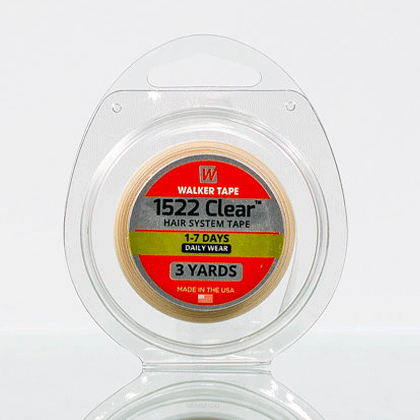 W
WALKER TAPE
1522 Clear™
HAIR SYSTEM TAPE
1-7 DAYS
DAILY WEAR
3 YARDS
MADE IN THE USA